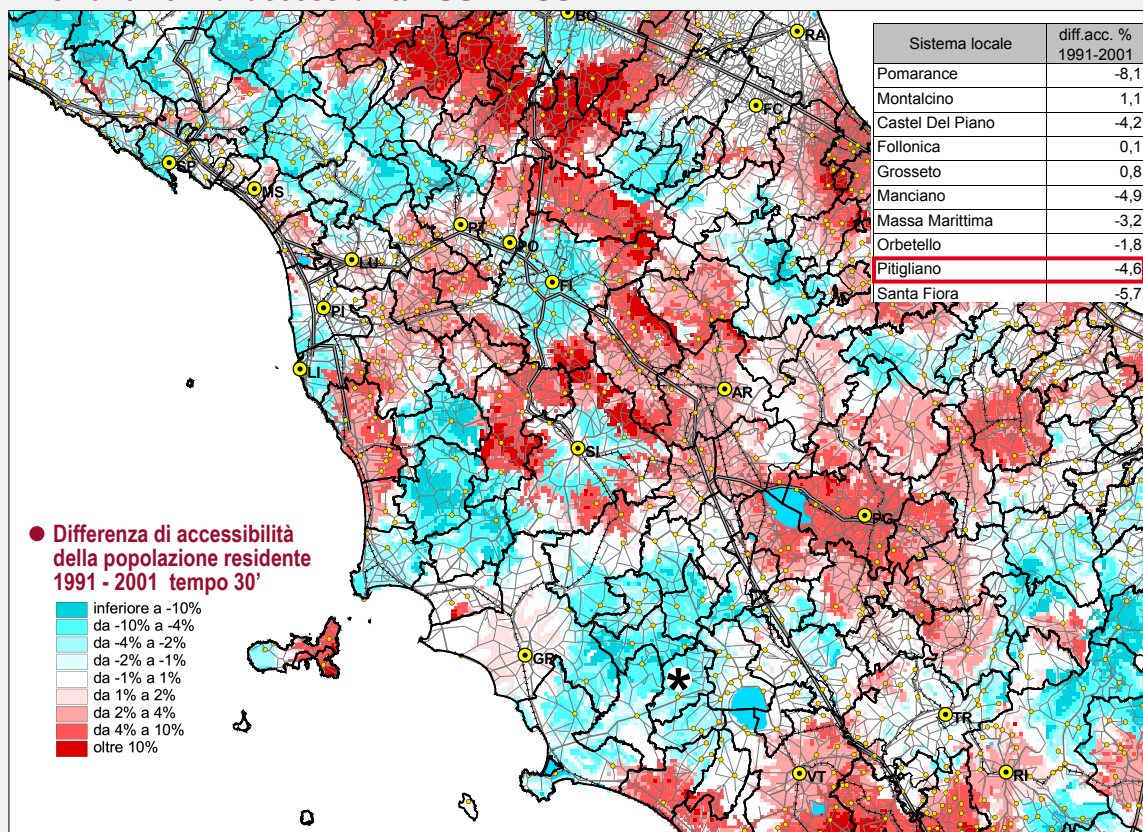 Sistema locale
diff.acc. %
1991-2001
Pomarance -8,1
Montalcino 1,1
Castel Del Piano -4,2
Follonica 0,1
Grosseto 0,8
Manciano -4,9
Massa Marittima -3,2
Orbetello -1,8
Pitigliano -4,6
Santa Fiora -5,7
BO
RA
FC
SP
MS
PT
PO
LU
FI
PI
LI
AR
SI
PG
GR
*
TR
VT
RI
Differenza di accessibilità
della popolazione residente
1991 - 2001 tempo 30'
inferiore a -10%
da -10% a -4%
da -4% a -2%
da -2% a -1%
da -1% a 1%
da 1% a 2%
da 2% a 4%
da 4% a 10%
oltre 10%